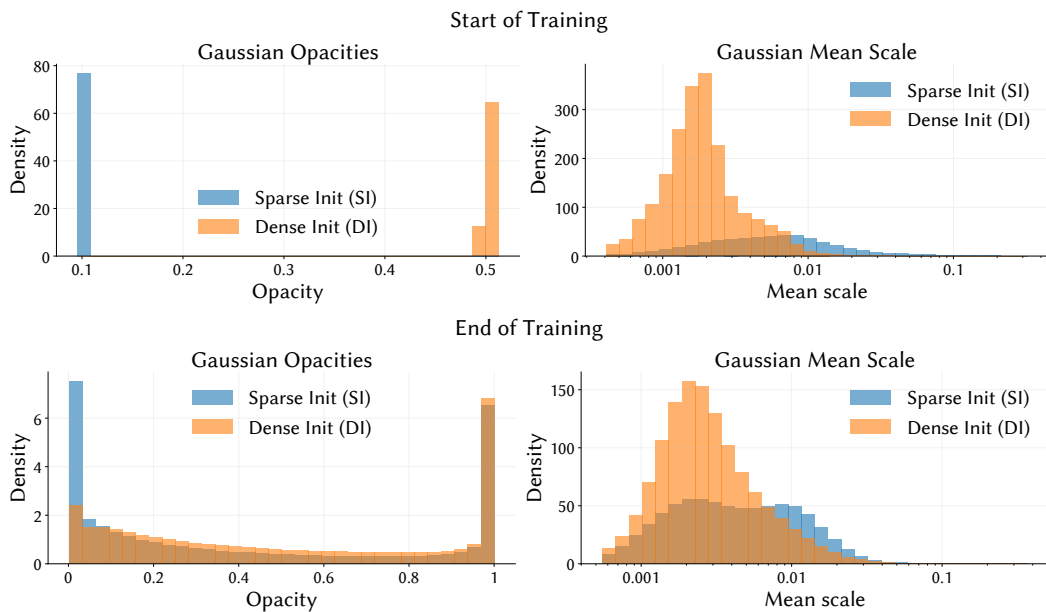 Start of Training
Gaussian Opacities
Density
80
60
40
20
0
Sparse Init (SI)
Dense Init (DI)
0.1 0.2 0.3 0.4 0.5
Opacity
Gaussian Mean Scale
Density
300
200
100
0
Sparse Init (SI)
Dense Init (DI)
0.001 0.01 0.1
Mean scale
End of Training
Gaussian Opacities
Density
6
4
2
0
Sparse Init (SI)
Dense Init (DI)
0 0.2 0.4 0.6 0.8 1
Opacity
Gaussian Mean Scale
Density
150
100
50
0
Sparse Init (SI)
Dense Init (DI)
0.001 0.01 0.1
Mean scale